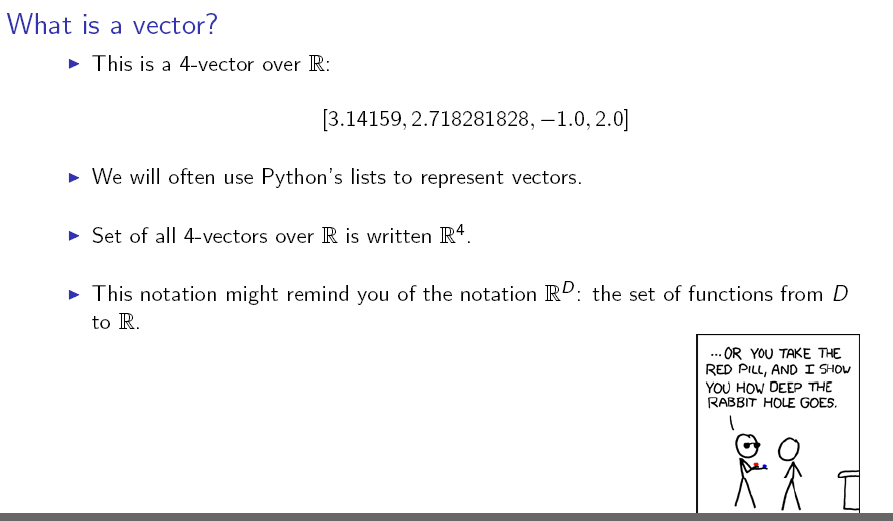 What is a vector?
▶ This is a 4-vector over ℝ:
[3.14159, 2.718281828, −1.0, 2.0]
▶ We will often use Python's lists to represent vectors.
▶ Set of all 4-vectors over ℝ is written ℝ⁴.
▶ This notation might remind you of the notation ℝᴰ: the set of functions from D
to ℝ.
...OR YOU TAKE THE
RED PILL, AND I SHOW
YOU HOW DEEP THE
RABBIT HOLE GOES.